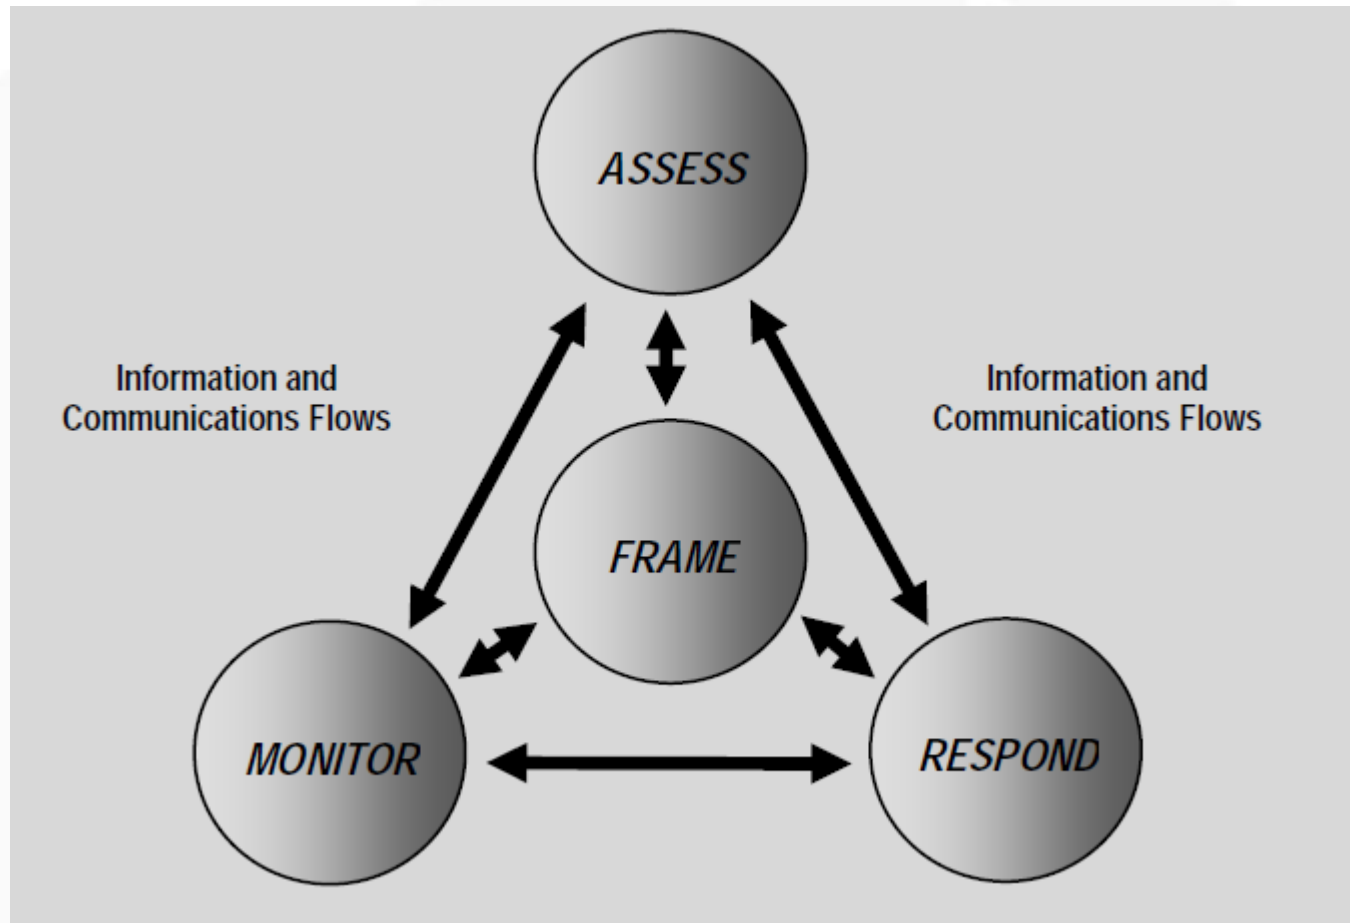 ASSESS
Information and
Communications Flows
Information and
Communications Flows
FRAME
MONITOR
RESPOND